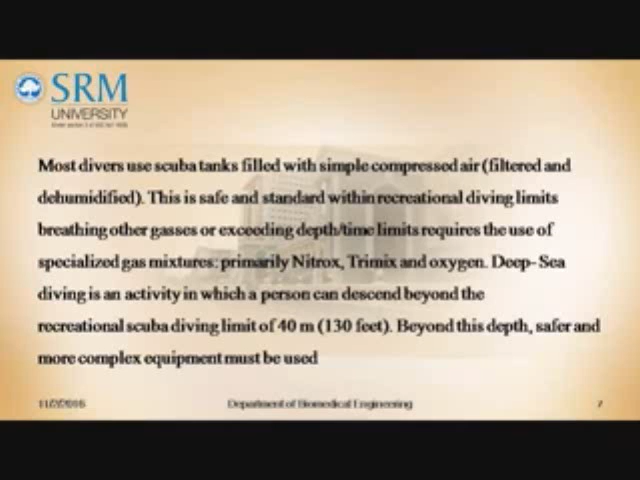 SRM
UNIVERSITY
Most divers use scuba tanks filled with simple compressed air (filtered and
dehumidified). This is safe and standard within recreational diving limits
breathing other gasses or exceeding depth/time limits requires the use of
specialized gas mixtures: primarily Nitrox, Trimix and oxygen. Deep- Sea
diving is an activity in which a person can descend beyond the
recreational scuba diving limit of 40 m (130 feet). Beyond this depth, safer and
more complex equipment must be used
11/2/2016 Department of Biomedical Engineering 7